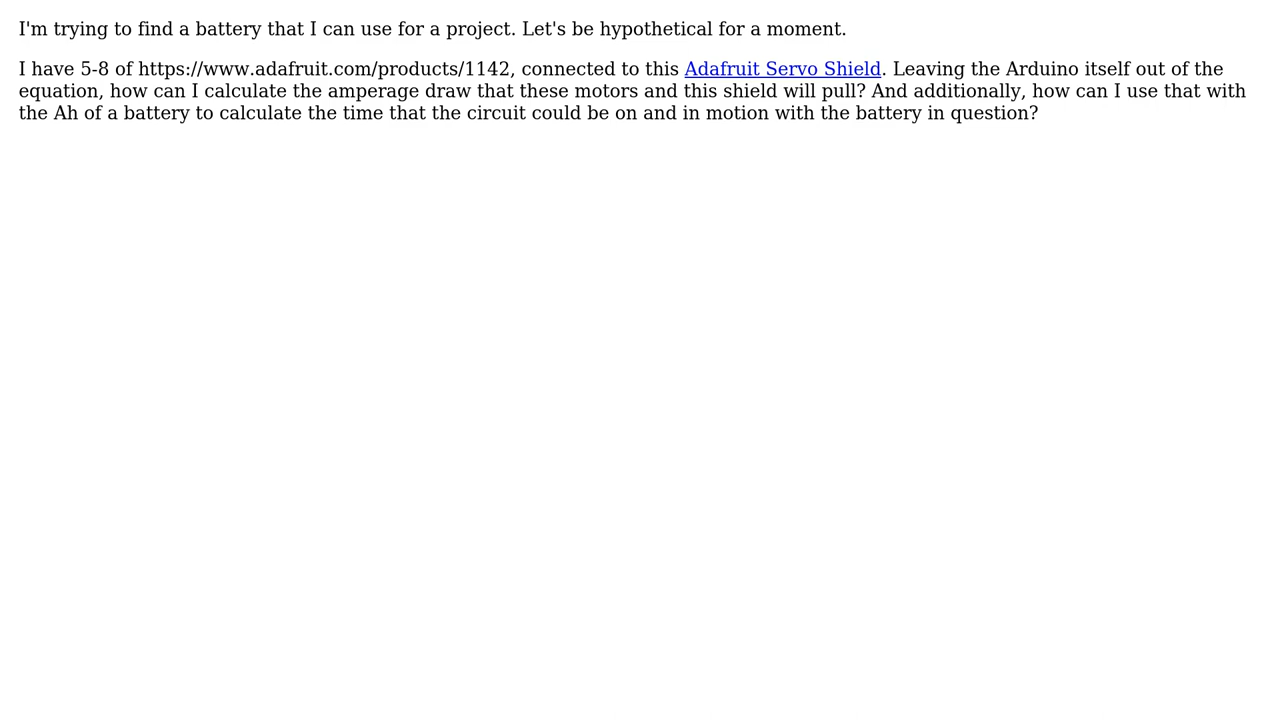 I'm trying to find a battery that I can use for a project. Let's be hypothetical for a moment.
I have 5-8 of https://www.adafruit.com/products/1142, connected to this Adafruit Servo Shield. Leaving the Arduino itself out of the
equation, how can I calculate the amperage draw that these motors and this shield will pull? And additionally, how can I use that with
the Ah of a battery to calculate the time that the circuit could be on and in motion with the battery in question?